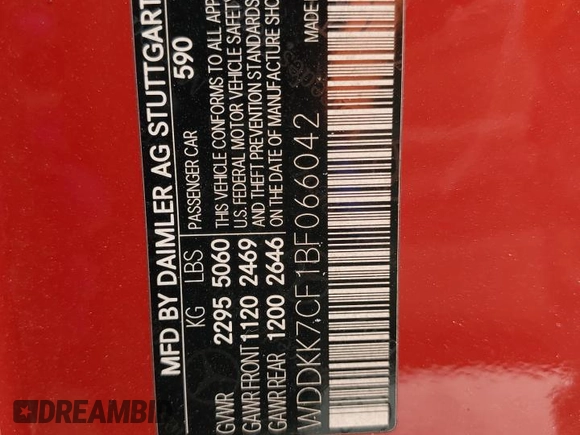 MFD BY DAIMLER AG STUTTGART
590
KG LBS PASSENGER CAR
GVWR 2295 5060 THIS VEHICLE CONFORMS TO ALL APP
GAWR FRONT 1120 2469 U.S. FEDERAL MOTOR VEHICLE SAFETY
GAWR REAR 1200 2646 AND THEFT PREVENTION STANDARDS
ON THE DATE OF MANUFACTURE SHO
WDDKK7CF1BF066042 MADE
DREAMBID